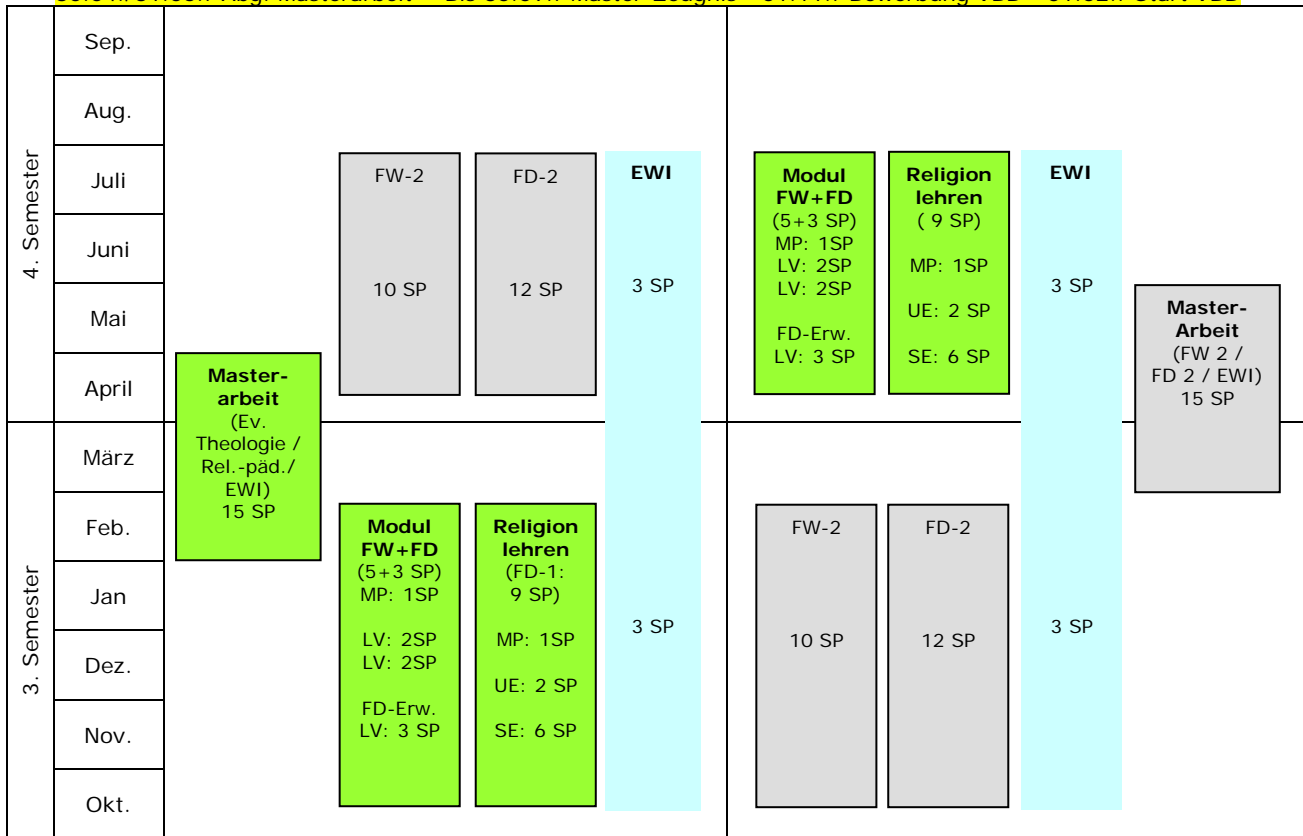 Sep.
Aug.
Juli
Juni
Mai
April
4. Semester
FW-2
10 SP
FD-2
12 SP
EWI
3 SP
Modul
FW+FD
(5+3 SP)
MP: 1SP
LV: 2SP
LV: 2SP
FD-Erw.
LV: 3 SP
Religion
lehren
( 9 SP)
MP: 1SP
UE: 2 SP
SE: 6 SP
EWI
3 SP
Master-
Arbeit
(FW 2 /
FD 2 / EWI)
15 SP
Master-
arbeit
(Ev.
Theologie /
Rel.-päd./
EWI)
15 SP
März
Feb.
Jan
Dez.
Nov.
Okt.
3. Semester
Modul
FW+FD
(5+3 SP)
MP: 1SP
LV: 2SP
LV: 2SP
FD-Erw.
LV: 3 SP
Religion
lehren
(FD-1:
9 SP)
MP: 1SP
UE: 2 SP
SE: 6 SP
3 SP
FW-2
10 SP
FD-2
12 SP
3 SP